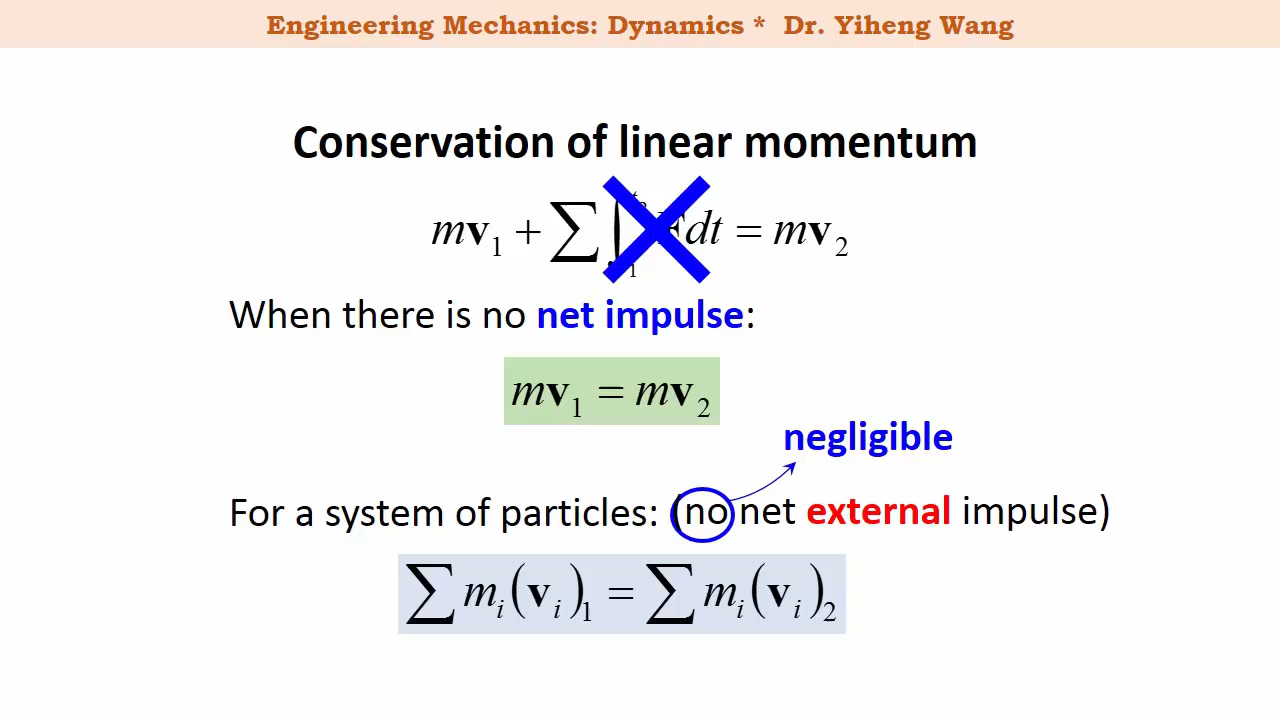 Engineering Mechanics: Dynamics * Dr. Yiheng Wang
Conservation of linear momentum
mv₁ + ∑ ∫ dt = mv₂
When there is no net impulse:
mv₁ = mv₂
negligible
For a system of particles: (no net external impulse)
∑ mᵢ(vᵢ)₁ = ∑ mᵢ(vᵢ)₂